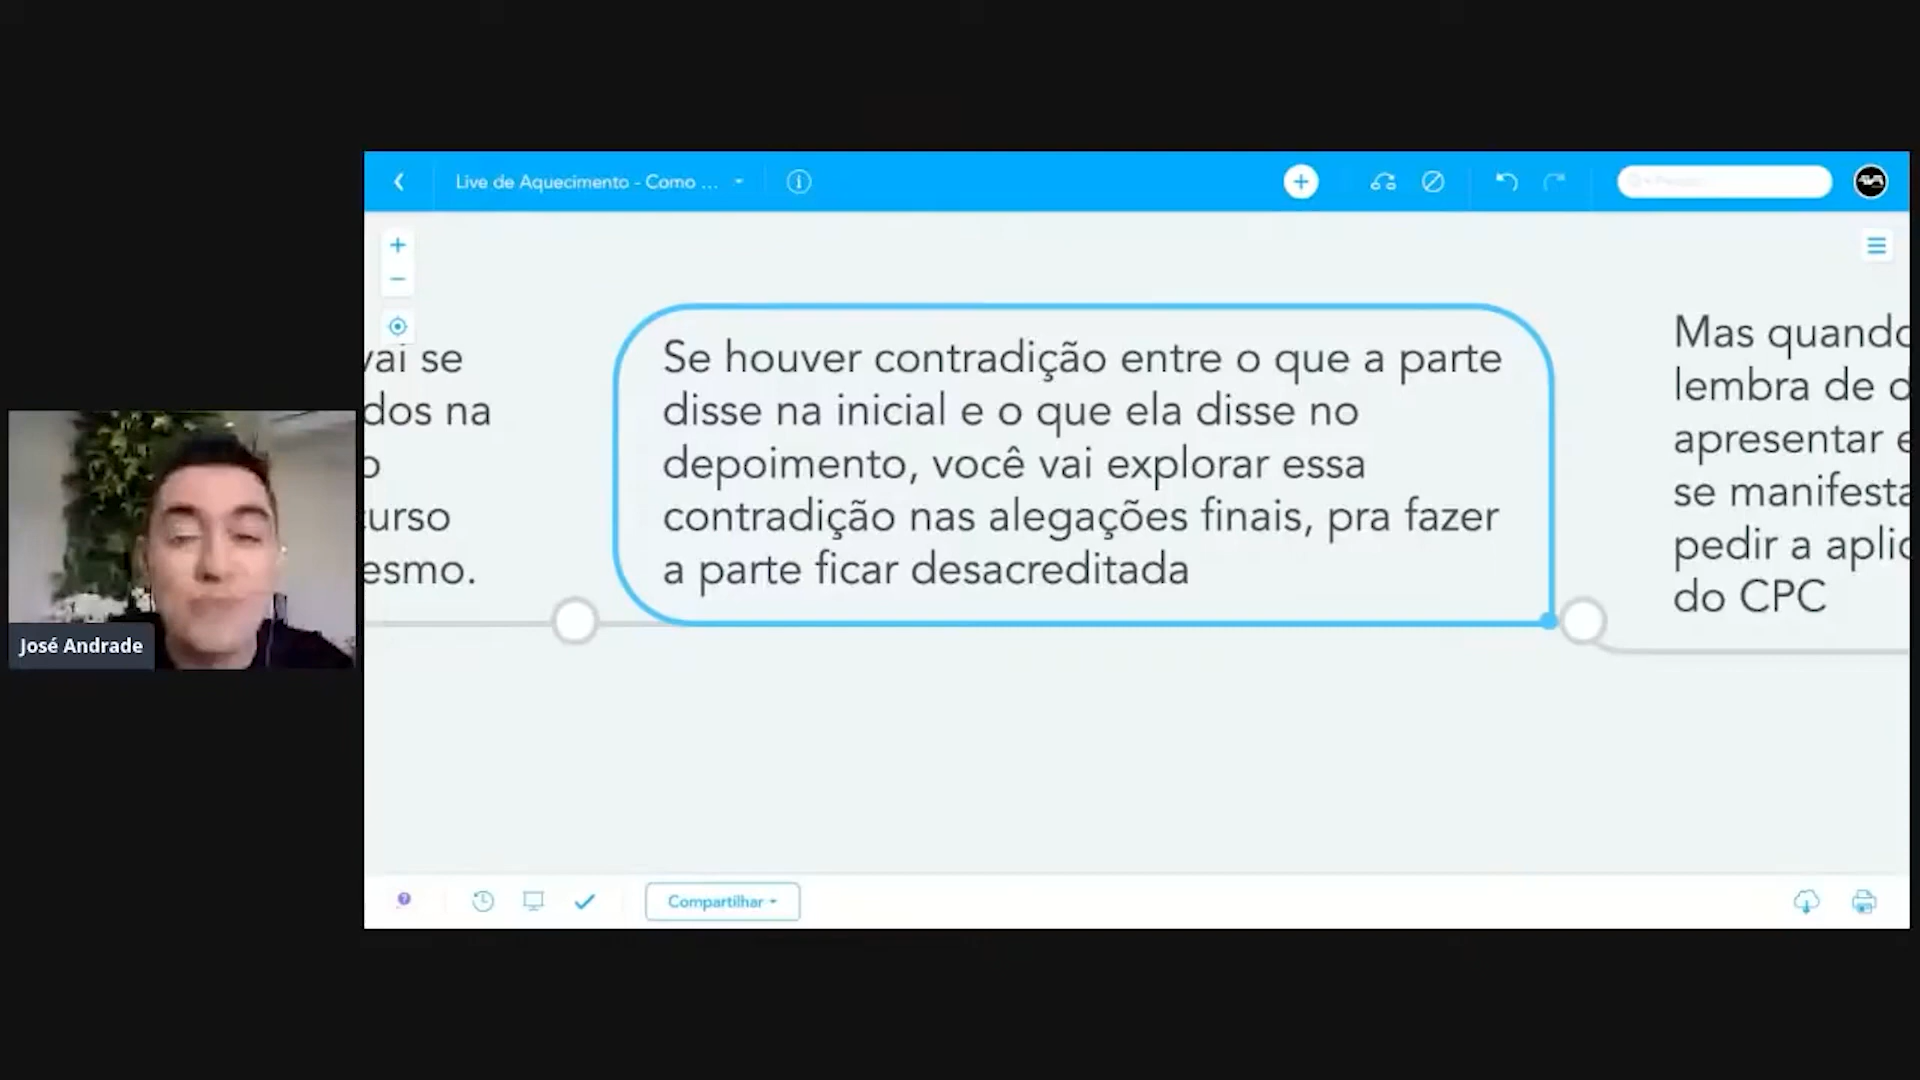 Live de Aquecimento - Como ...
vai se
dos na
o
curso
esmo.
Se houver contradição entre o que a parte
disse na inicial e o que ela disse no
depoimento, você vai explorar essa
contradição nas alegações finais, pra fazer
a parte ficar desacreditada
Mas quando
lembra de
apresentar
se manifesta
pedir a aplic
do CPC
José Andrade
Compartilhar